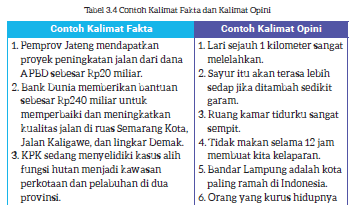 Tabel 3.4 Contoh Kalimat Fakta dan Kalimat Opini
Contoh Kalimat Fakta
1. Pemprov Jateng mendapatkan
proyek peningkatan jalan dari dana
APBD sebesar Rp20 miliar.
2. Bank Dunia memberikan bantuan
sebesar Rp240 miliar untuk
memperbaiki dan meningkatkan
kualitas jalan di ruas Semarang Kota,
Jalan Kaligawe, dan lingkar Demak.
3. KPK sedang menyelidiki kasus alih
fungsi hutan menjadi kawasan
perkotaan dan pelabuhan di dua
provinsi.
Contoh Kalimat Opini
1. Lari sejauh 1 kilometer sangat
melelahkan.
2. Sayur itu akan terasa lebih
sedap jika ditambah sedikit
garam.
3. Ruang kamar tidurku sangat
sempit.
4. Tidak makan selama 12 jam
membuat kita kelaparan.
5. Bandar Lampung adalah kota
paling ramah di Indonesia.
6. Orang yang kurus hidupnya